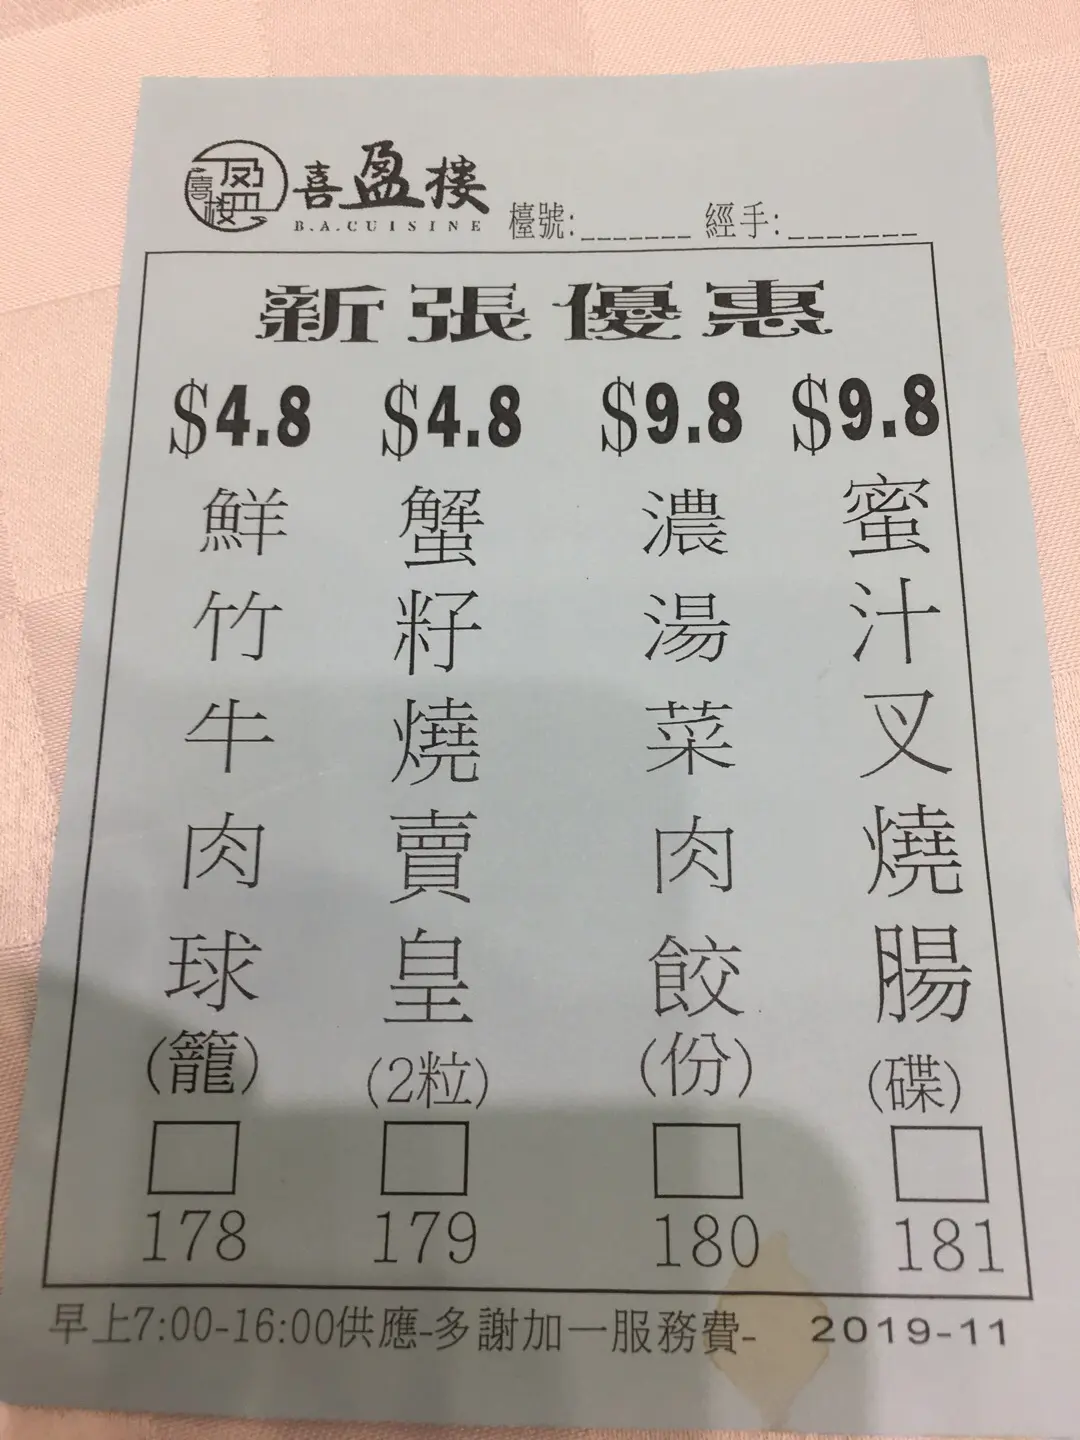 喜盈樓
B.A.CUISINE
檯號:_______ 經手:_______
新張優惠
$4.8 $4.8 $9.8 $9.8
鮮竹牛肉球(籠)
蟹籽燒賣皇(2粒)
濃湯菜肉餃(份)
蜜汁叉燒腸(碟)
178 179 180 181
早上7:00-16:00供應-多謝加一服務費- 2019-11